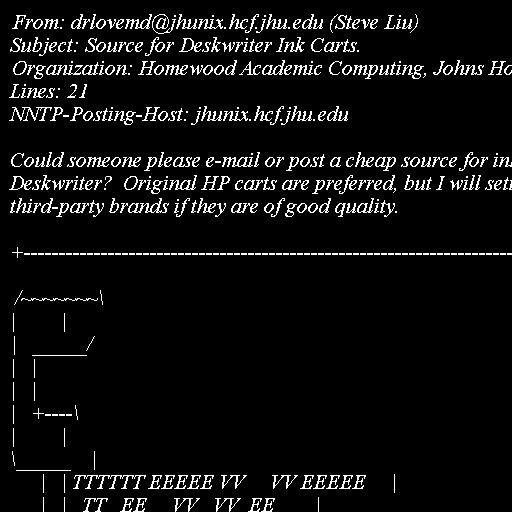 From: drlovemd@jhunix.hcf.jhu.edu (Steve Liu)
Subject: Source for Deskwriter Ink Carts.
Organization: Homewood Academic Computing, Johns Ho
Lines: 21
NNTP-Posting-Host: jhunix.hcf.jhu.edu

Could someone please e-mail or post a cheap source for in
Deskwriter?  Original HP carts are preferred, but I will sett
third-party brands if they are of good quality.

+----------------------------------------------------------------------

 /~~~~~~~\
|         |
|   ______/
|   |
|   |
|   +----\
|         |
\______    |
      |   | TTTTTT EEEEE VV     VV EEEEE     |
      |   |   TT   EE     VV   VV  EE        |